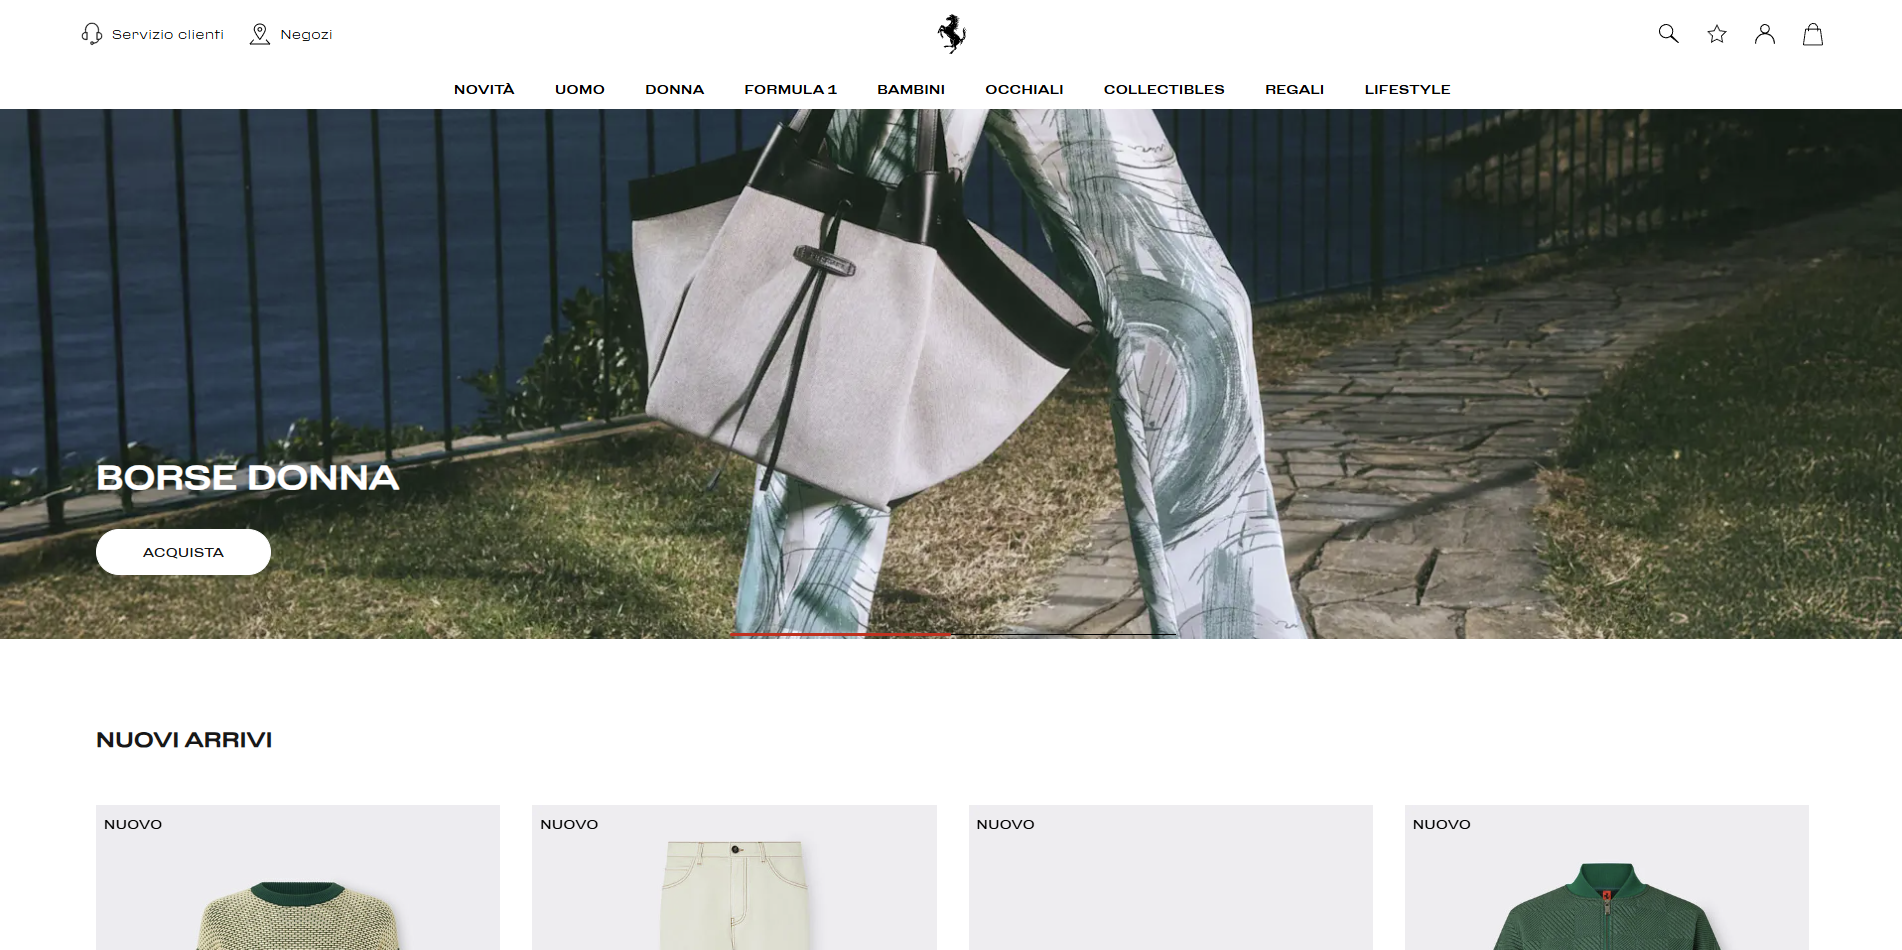 Servizio clienti
Negozi
NOVITÀ
UOMO
DONNA
FORMULA 1
BAMBINI
OCCHIALI
COLLECTIBLES
REGALI
LIFESTYLE
BORSE DONNA
ACQUISTA
NUOVI ARRIVI
NUOVO
NUOVO
NUOVO
NUOVO